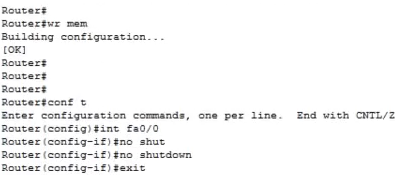 Router#
Router#wr mem
Building configuration...
[OK]
Router#
Router#
Router#
Router#conf t
Enter configuration commands, one per line.  End with CNTL/Z
Router(config)#int fa0/0
Router(config-if)#no shut
Router(config-if)#no shutdown
Router(config-if)#exit